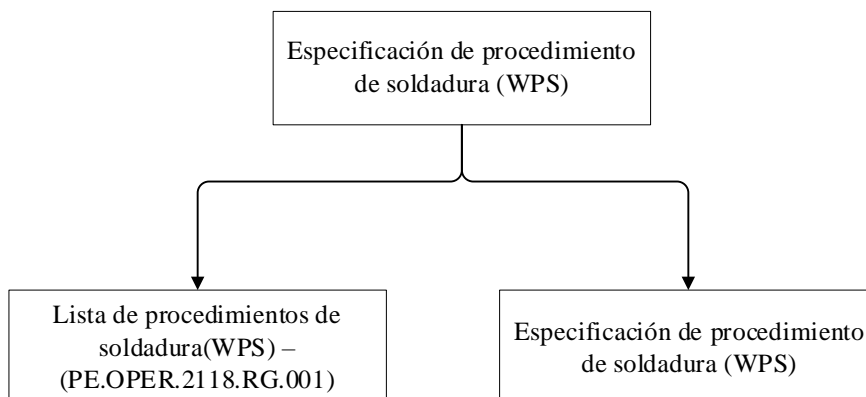 Especificación de procedimiento
de soldadura (WPS)
Lista de procedimientos de
soldadura(WPS) –
(PE.OPER.2118.RG.001)
Especificación de procedimiento
de soldadura (WPS)